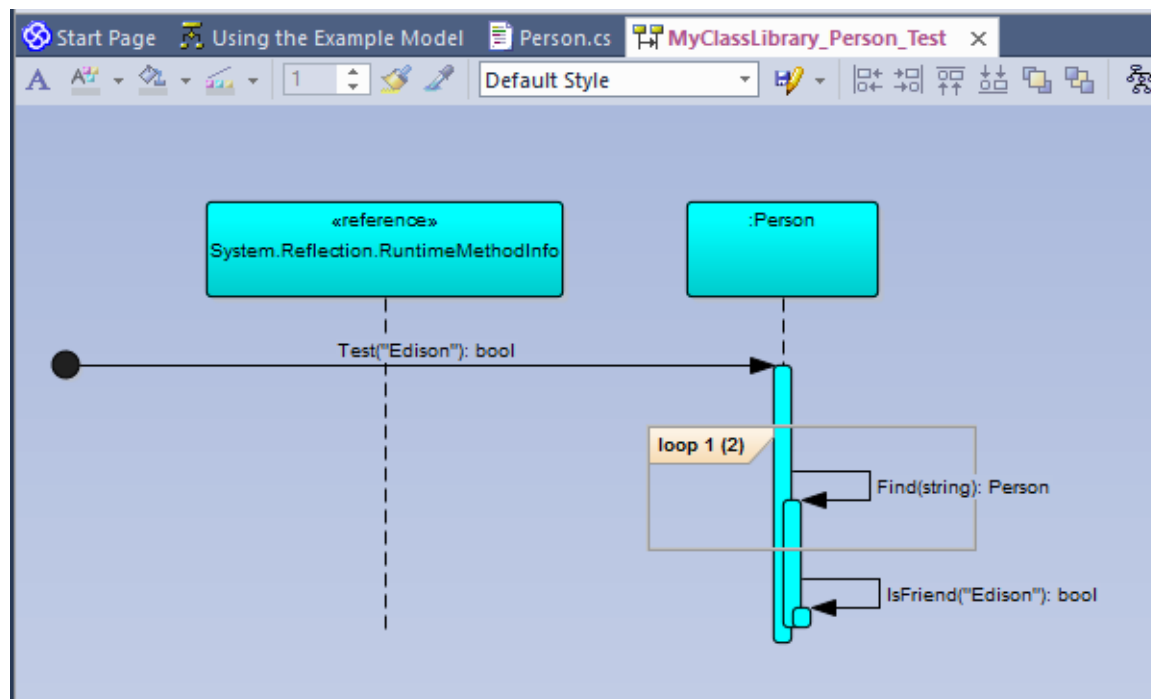 Start Page
Using the Example Model
Person.cs
MyClassLibrary_Person_Test
A
1
Default Style
«reference»
System.Reflection.RuntimeMethodInfo
:Person
Test("Edison"): bool
loop 1 (2)
Find(string): Person
IsFriend("Edison"): bool